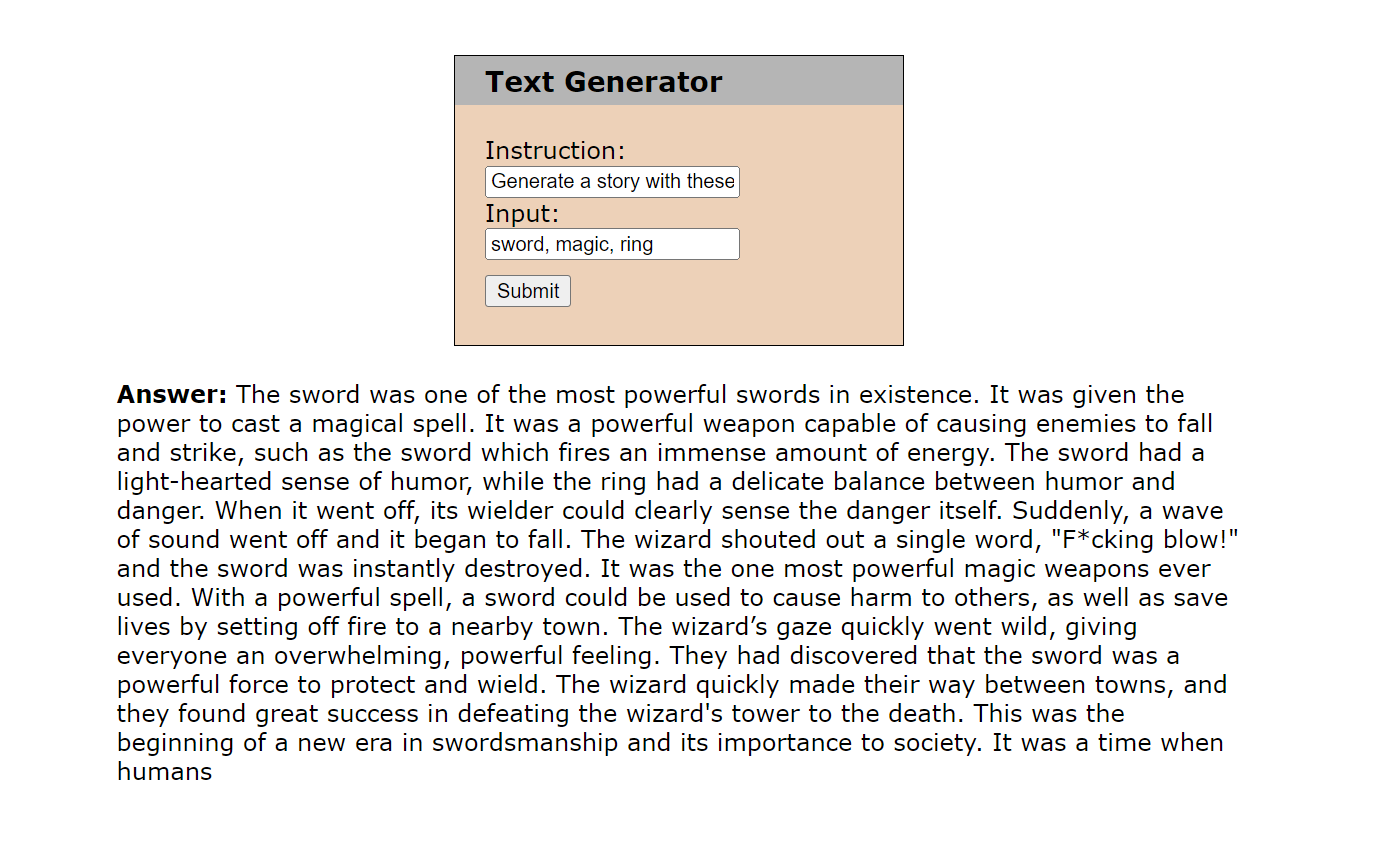 Text Generator
Instruction:
Generate a story with these
Input:
sword, magic, ring
Submit
Answer: The sword was one of the most powerful swords in existence. It was given the
power to cast a magical spell. It was a powerful weapon capable of causing enemies to fall
and strike, such as the sword which fires an immense amount of energy. The sword had a
light-hearted sense of humor, while the ring had a delicate balance between humor and
danger. When it went off, its wielder could clearly sense the danger itself. Suddenly, a wave
of sound went off and it began to fall. The wizard shouted out a single word, "F*cking blow!"
and the sword was instantly destroyed. It was the one most powerful magic weapons ever
used. With a powerful spell, a sword could be used to cause harm to others, as well as save
lives by setting off fire to a nearby town. The wizard’s gaze quickly went wild, giving
everyone an overwhelming, powerful feeling. They had discovered that the sword was a
powerful force to protect and wield. The wizard quickly made their way between towns, and
they found great success in defeating the wizard's tower to the death. This was the
beginning of a new era in swordsmanship and its importance to society. It was a time when
humans